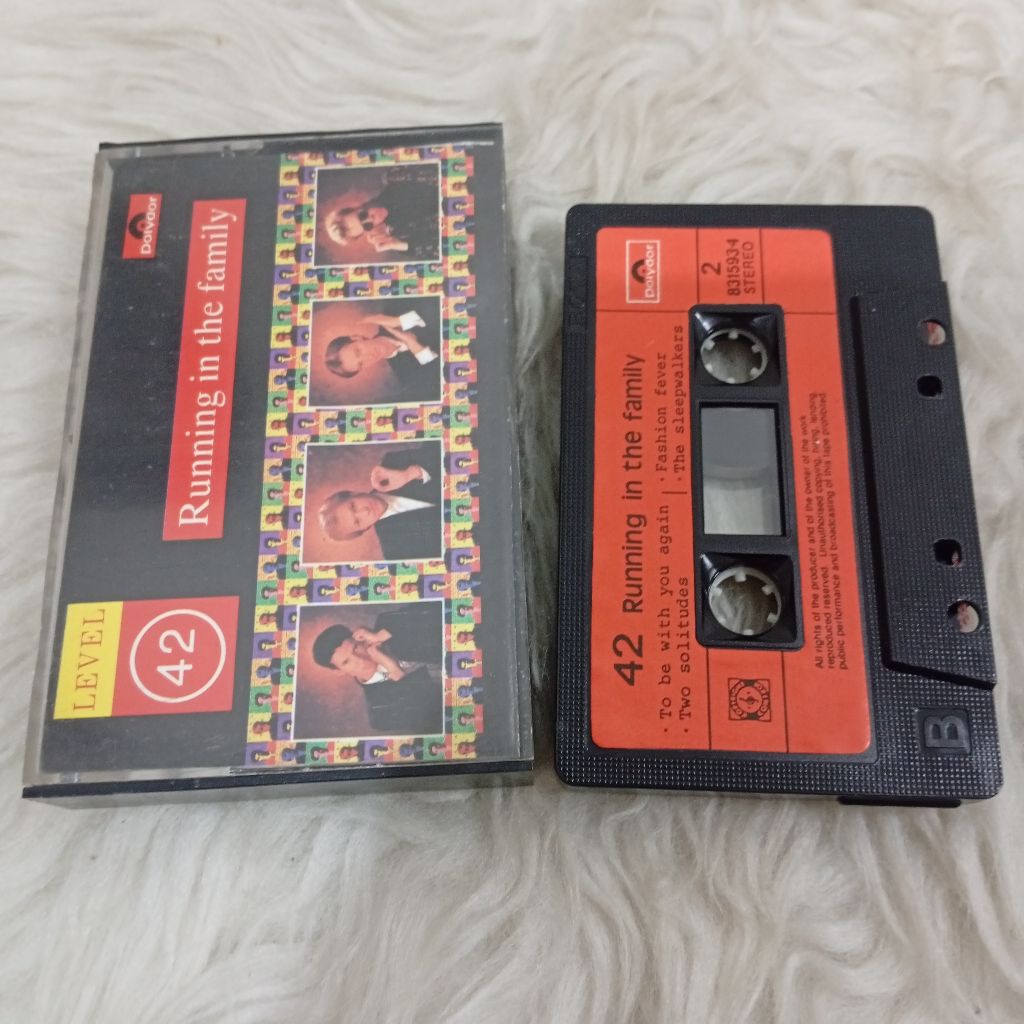 Polydor
Running in the family
LEVEL
42
Polydor
2
8315934
STEREO
42 Running in the family
· To be with you again
· Two solitudes
· Fashion fever
· The sleepwalkers
All rights of the producer and of the owner of the work
reproduced reserved. Unauthorised copying, hiring, lending,
public performance and broadcasting of this tape prohibited
B